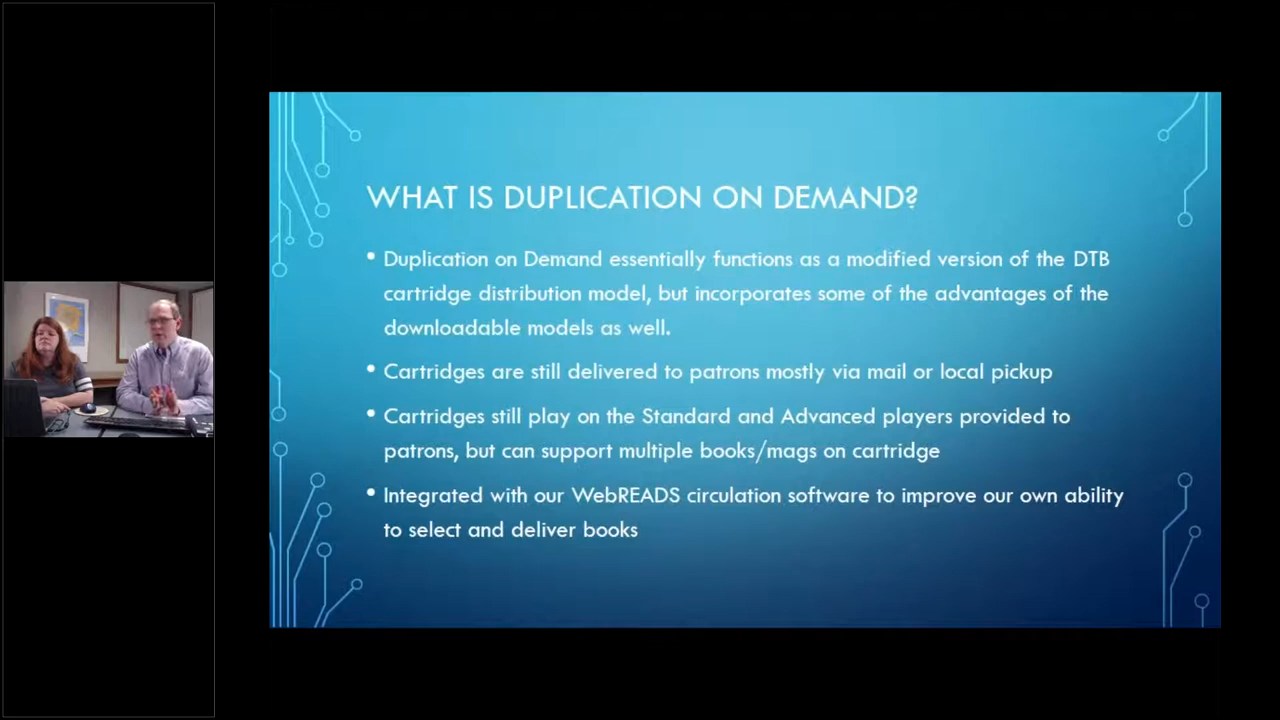 WHAT IS DUPLICATION ON DEMAND?
• Duplication on Demand essentially functions as a modified version of the DTB
cartridge distribution model, but incorporates some of the advantages of the
downloadable models as well.
• Cartridges are still delivered to patrons mostly via mail or local pickup
• Cartridges still play on the Standard and Advanced players provided to
patrons, but can support multiple books/mags on cartridge
• Integrated with our WebREADS circulation software to improve our own ability
to select and deliver books